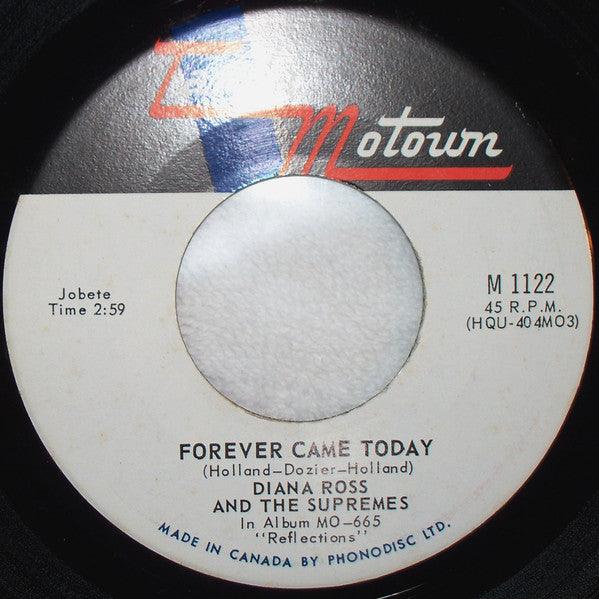 Motown
Jobete
Time 2:59
M 1122
45 R.P.M.
(HQU-404MO3)
FOREVER CAME TODAY
(Holland-Dozier-Holland)
DIANA ROSS
AND THE SUPREMES
In Album MO-665
"Reflections"
MADE IN CANADA BY PHONODISC LTD.